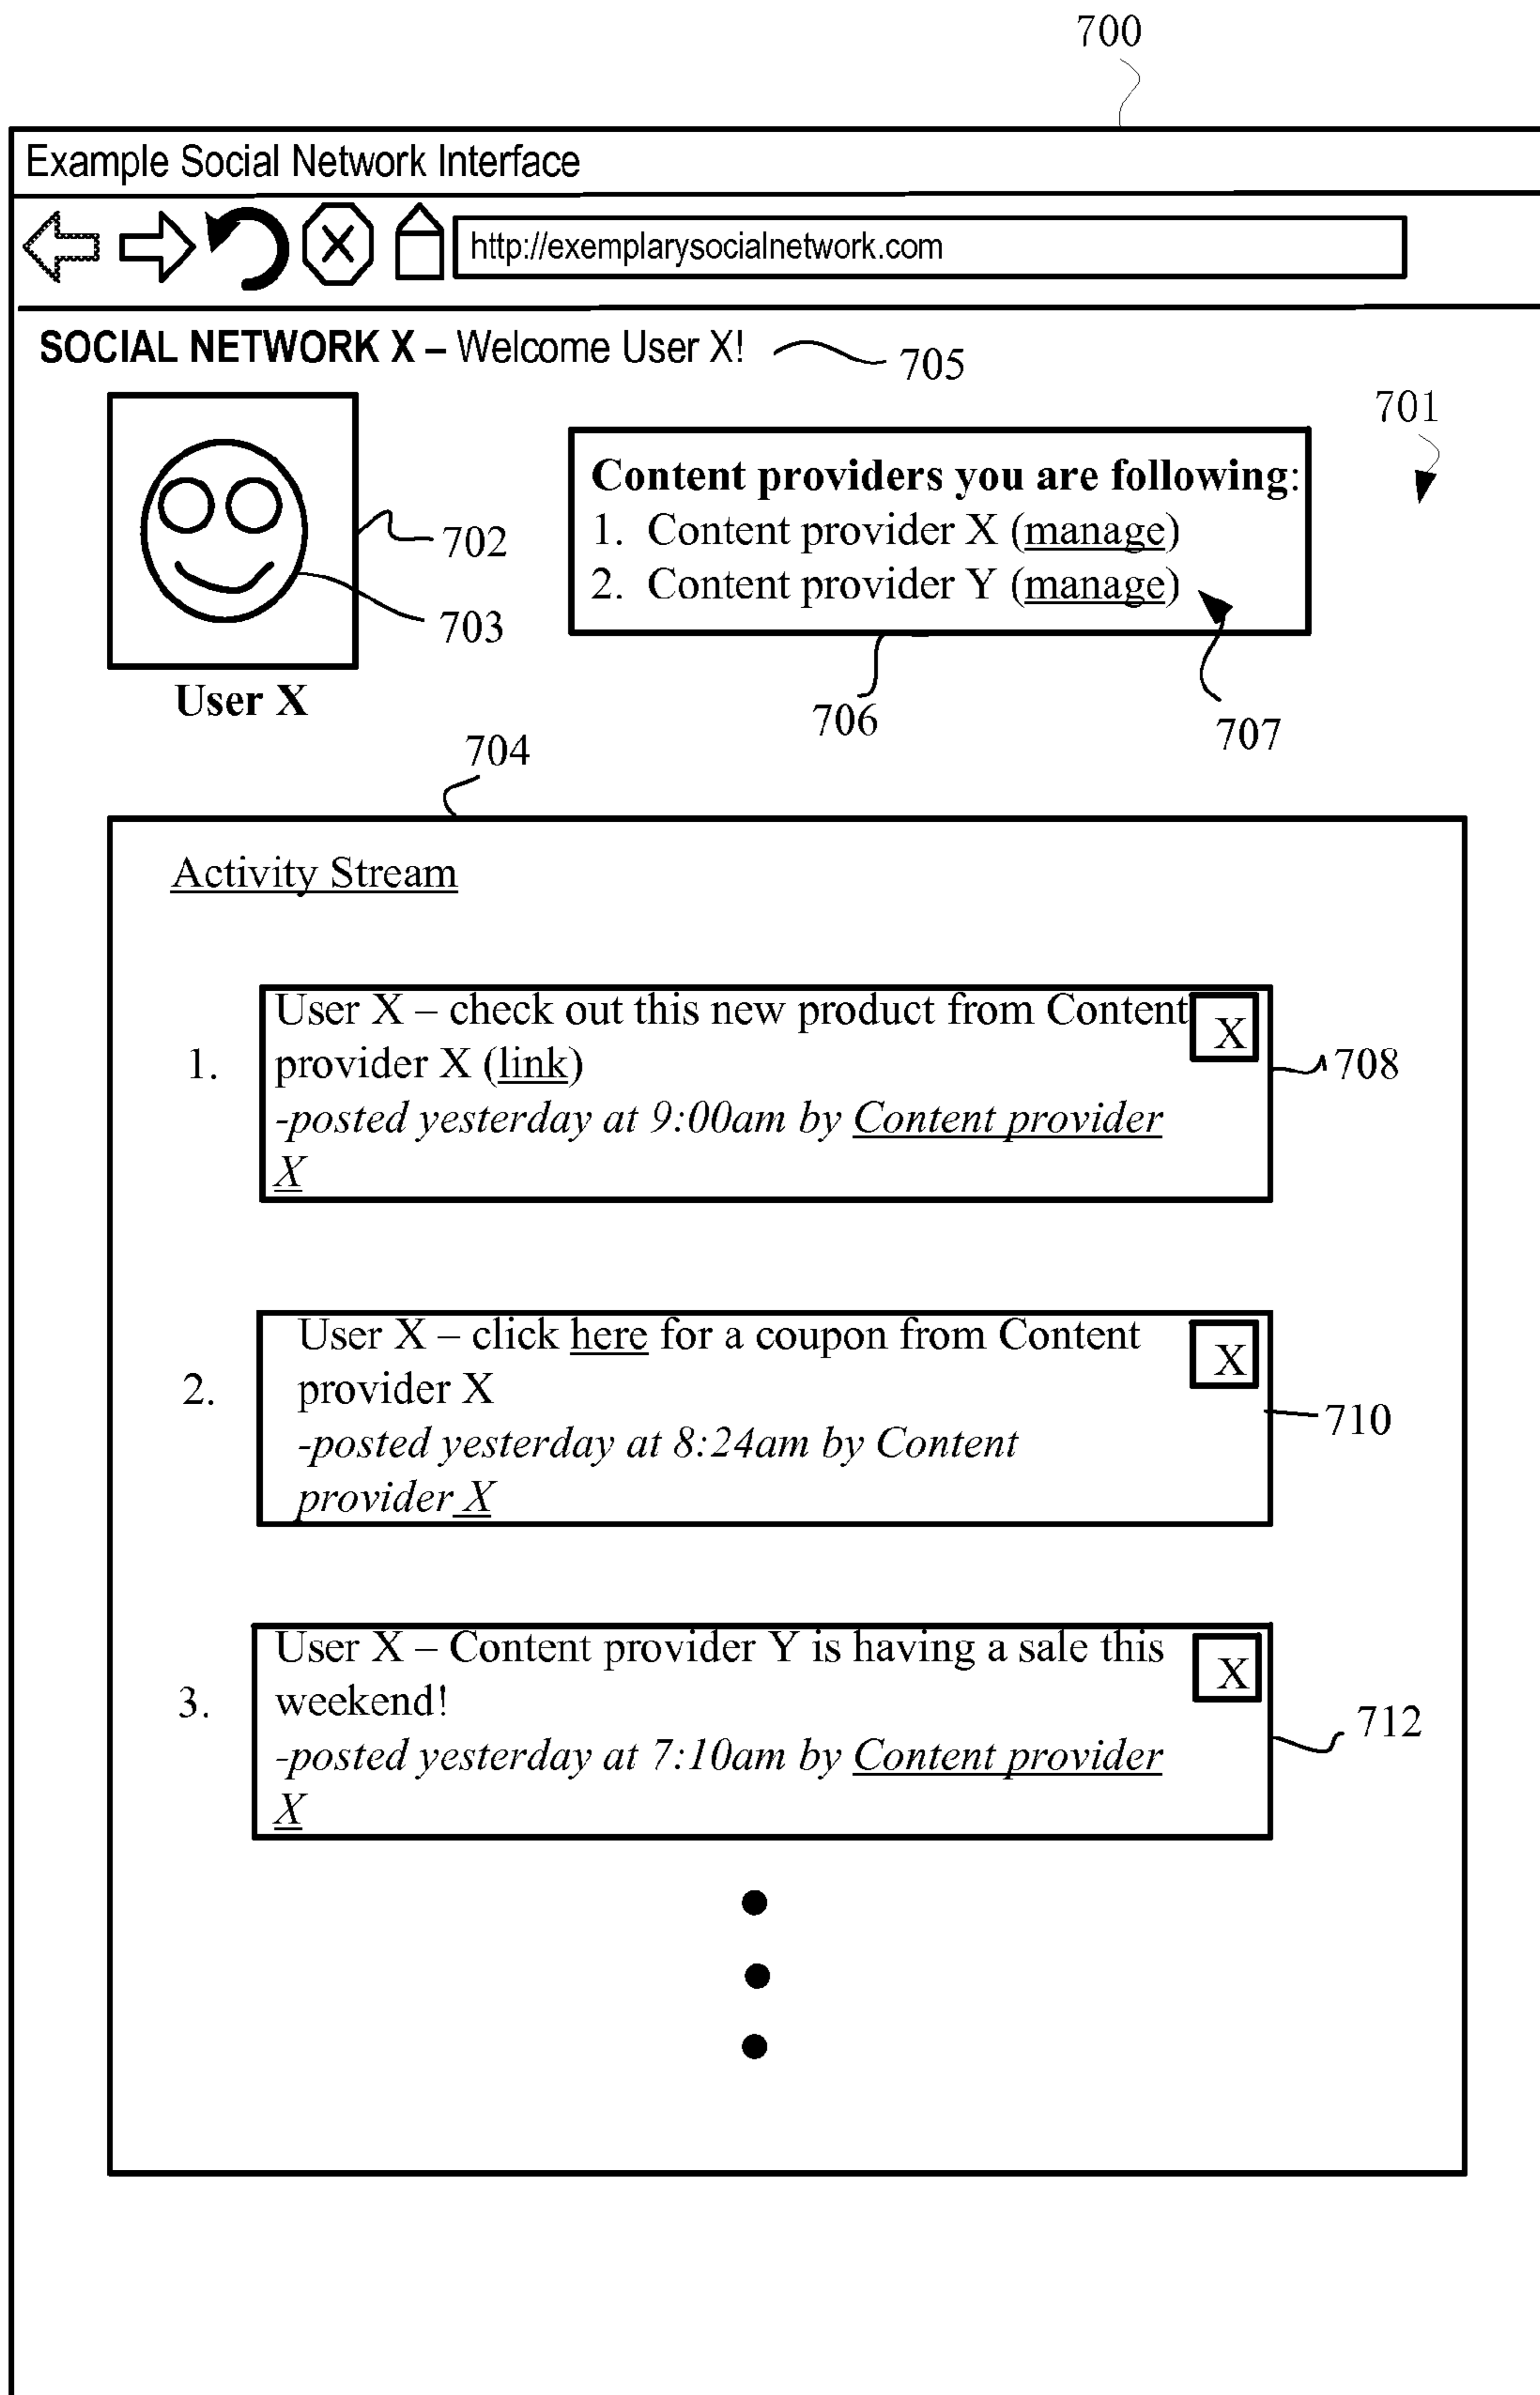 700
Example Social Network Interface
X
http://exemplarysocialnetwork.com
SOCIAL NETWORK X – Welcome User X!
705
701
Content providers you are following:
1. Content provider X (manage)
2. Content provider Y (manage)
702
703
User X
706
707
704
Activity Stream
1.
User X – check out this new product from Content
provider X (link)
-posted yesterday at 9:00am by Content provider
X
X
708
2.
User X – click here for a coupon from Content
provider X
-posted yesterday at 8:24am by Content
provider X
X
710
3.
User X – Content provider Y is having a sale this
weekend!
-posted yesterday at 7:10am by Content provider
X
X
712